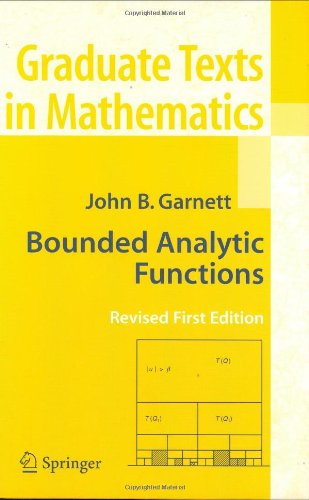 Graduate Texts
in Mathematics
John B. Garnett
Bounded Analytic
Functions
Revised First Edition
T(Q)
T(Q₁) T(Q₂)
Springer